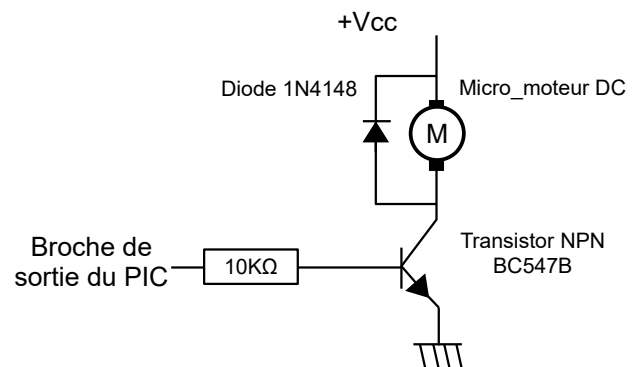 +Vcc
Diode 1N4148
Micro_moteur DC
M
Transistor NPN
BC547B
Broche de
sortie du PIC
10KΩ